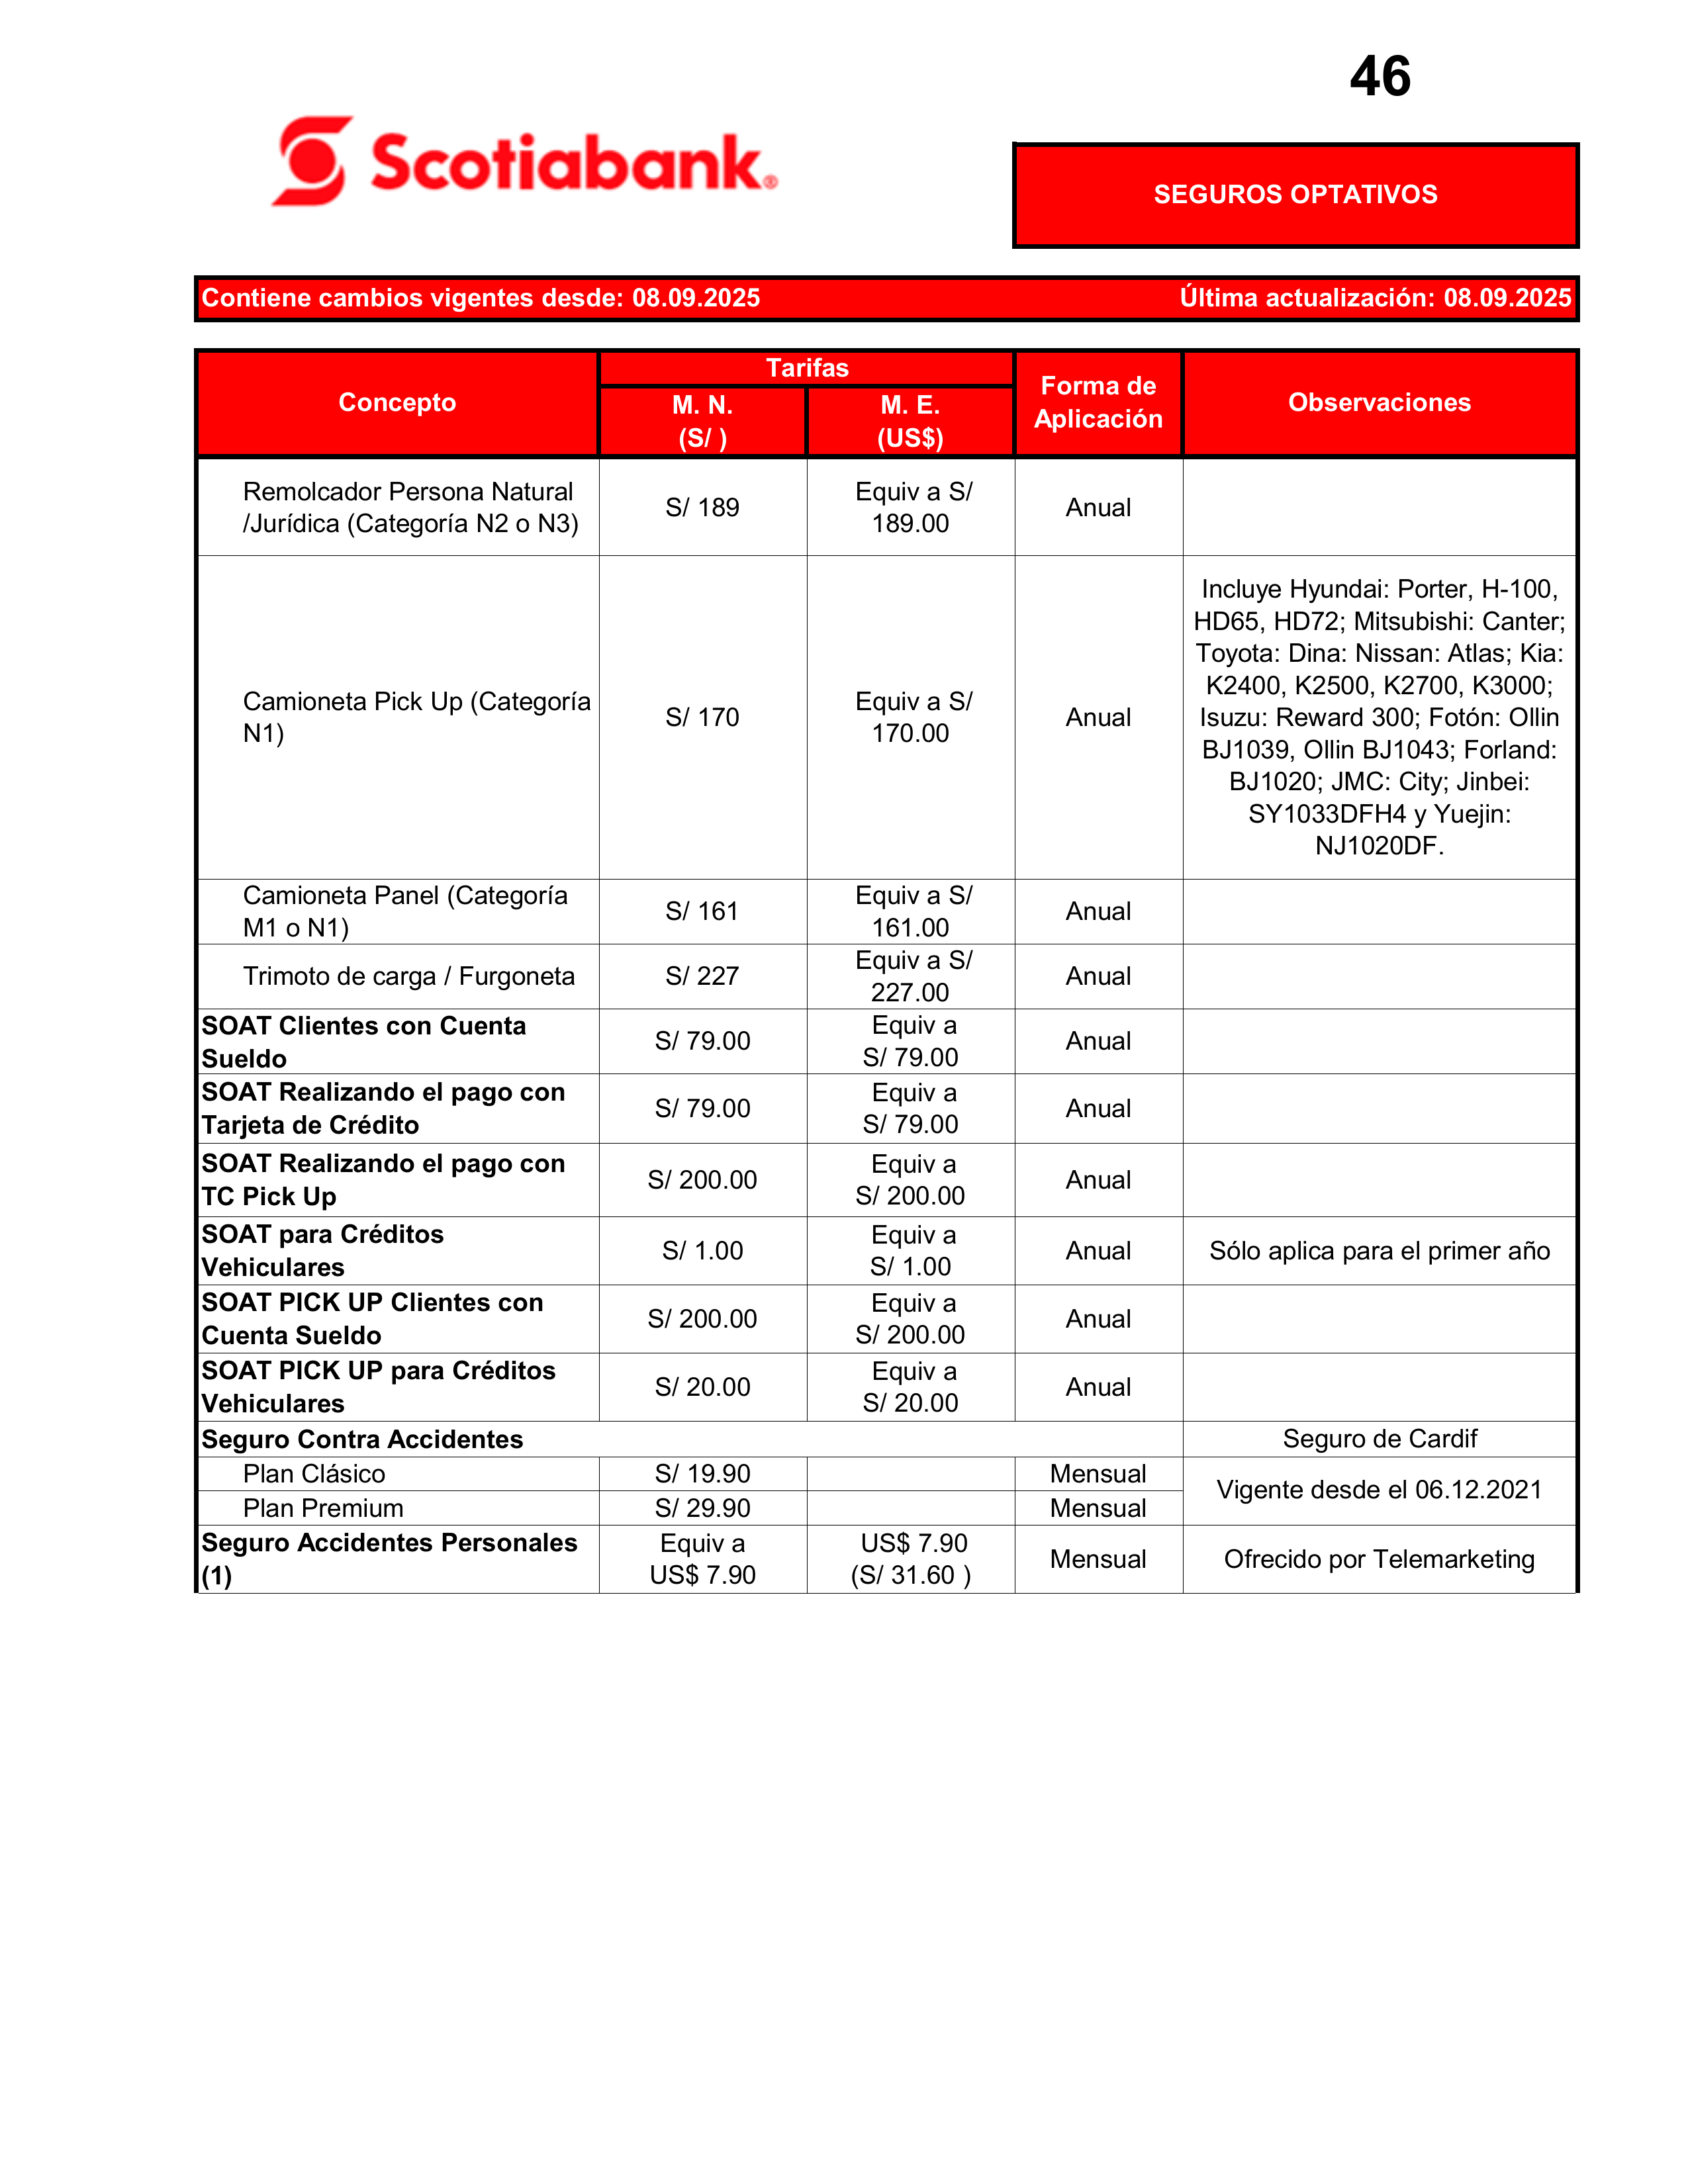 46
Scotiabank®
SEGUROS OPTATIVOS
Contiene cambios vigentes desde: 08.09.2025 Última actualización: 08.09.2025
Concepto
Tarifas
M. N.
(S/ )
M. E.
(US$)
Forma de
Aplicación
Observaciones
Remolcador Persona Natural
/Jurídica (Categoría N2 o N3)
S/ 189
Equiv a S/
189.00
Anual
Camioneta Pick Up (Categoría
N1)
S/ 170
Equiv a S/
170.00
Anual
Incluye Hyundai: Porter, H-100,
HD65, HD72; Mitsubishi: Canter;
Toyota: Dina: Nissan: Atlas; Kia:
K2400, K2500, K2700, K3000;
Isuzu: Reward 300; Fotón: Ollin
BJ1039, Ollin BJ1043; Forland:
BJ1020; JMC: City; Jinbei:
SY1033DFH4 y Yuejin:
NJ1020DF.
Camioneta Panel (Categoría
M1 o N1)
S/ 161
Equiv a S/
161.00
Anual
Trimoto de carga / Furgoneta
S/ 227
Equiv a S/
227.00
Anual
SOAT Clientes con Cuenta
Sueldo
S/ 79.00
Equiv a
S/ 79.00
Anual
SOAT Realizando el pago con
Tarjeta de Crédito
S/ 79.00
Equiv a
S/ 79.00
Anual
SOAT Realizando el pago con
TC Pick Up
S/ 200.00
Equiv a
S/ 200.00
Anual
SOAT para Créditos
Vehiculares
S/ 1.00
Equiv a
S/ 1.00
Anual
Sólo aplica para el primer año
SOAT PICK UP Clientes con
Cuenta Sueldo
S/ 200.00
Equiv a
S/ 200.00
Anual
SOAT PICK UP para Créditos
Vehiculares
S/ 20.00
Equiv a
S/ 20.00
Anual
Seguro Contra Accidentes
Seguro de Cardif
Plan Clásico
S/ 19.90
Mensual
Vigente desde el 06.12.2021
Plan Premium
S/ 29.90
Mensual
Seguro Accidentes Personales
(1)
Equiv a
US$ 7.90
US$ 7.90
(S/ 31.60 )
Mensual
Ofrecido por Telemarketing